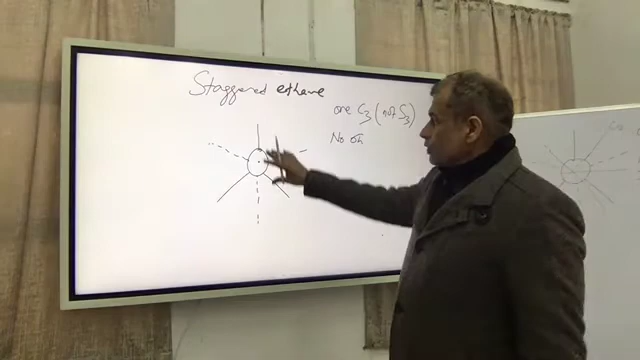 Staggered ethane
one C3 (not S3)
No σh